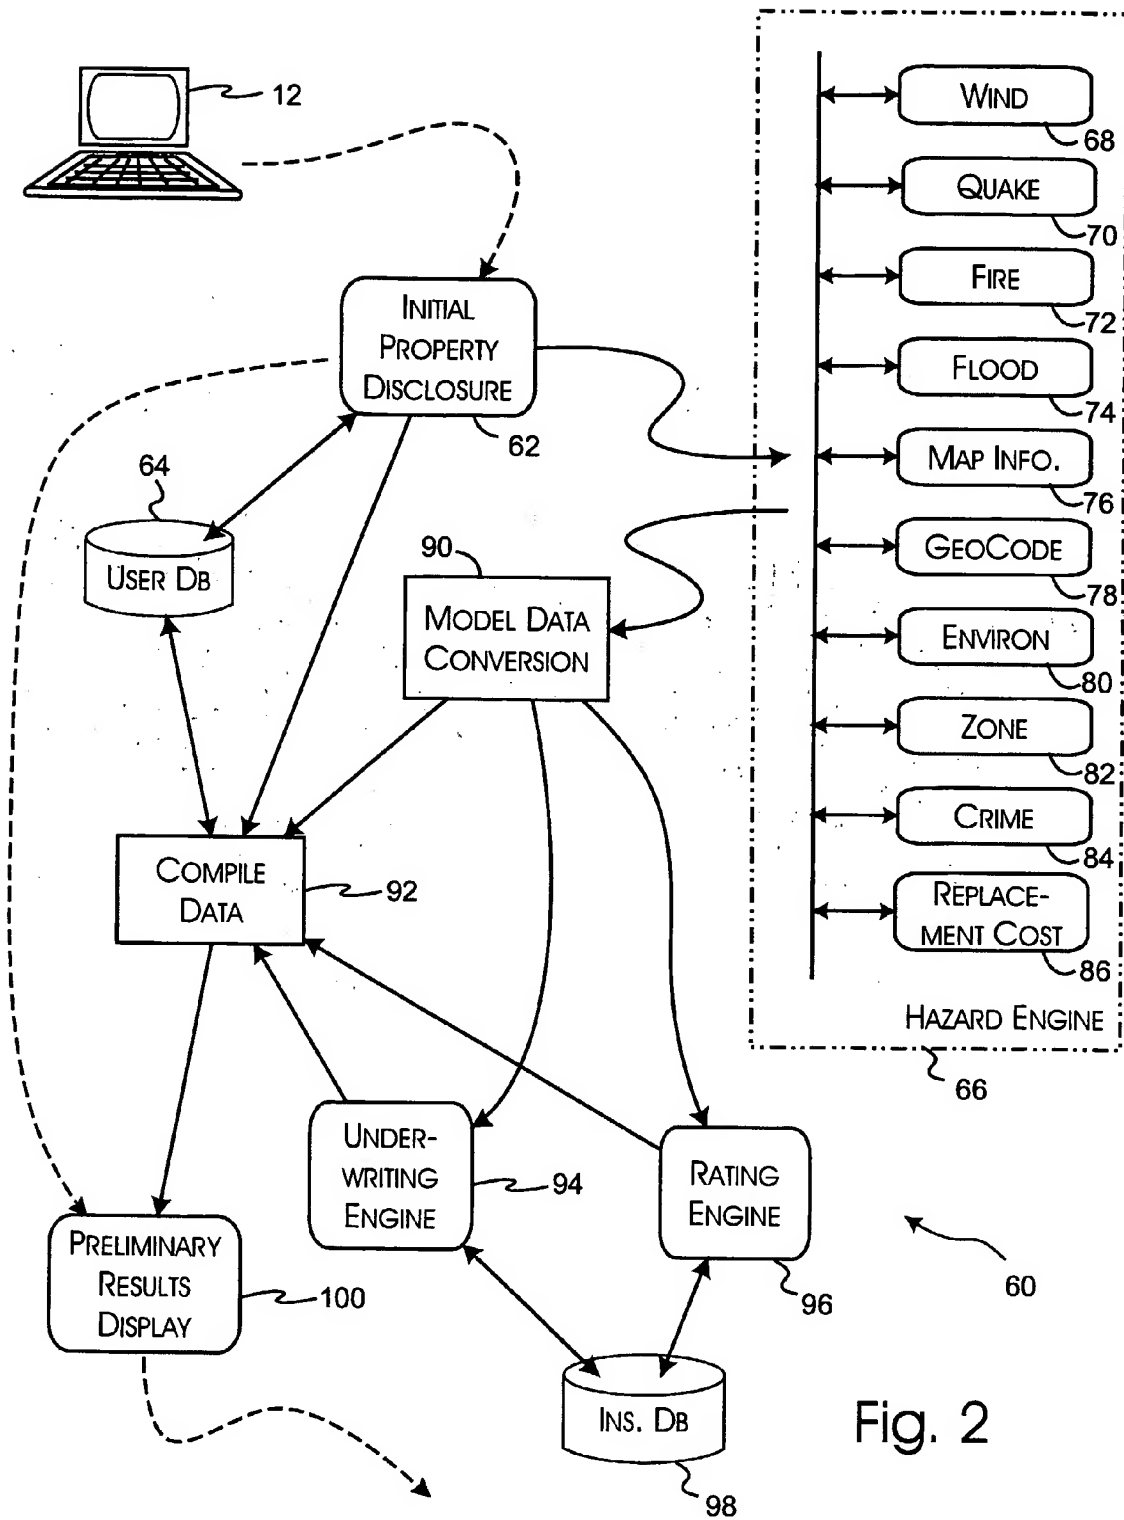 12
INITIAL
PROPERTY
DISCLOSURE
62
64
USER DB
90
MODEL DATA
CONVERSION
COMPILE
DATA
92
UNDER-
WRITING
ENGINE
94
RATING
ENGINE
96
PRELIMINARY
RESULTS
DISPLAY
100
INS. DB
98
60
WIND
68
QUAKE
70
FIRE
72
FLOOD
74
MAP INFO.
76
GEOCODE
78
ENVIRON
80
ZONE
82
CRIME
84
REPLACE-
MENT COST
86
HAZARD ENGINE
66
Fig. 2